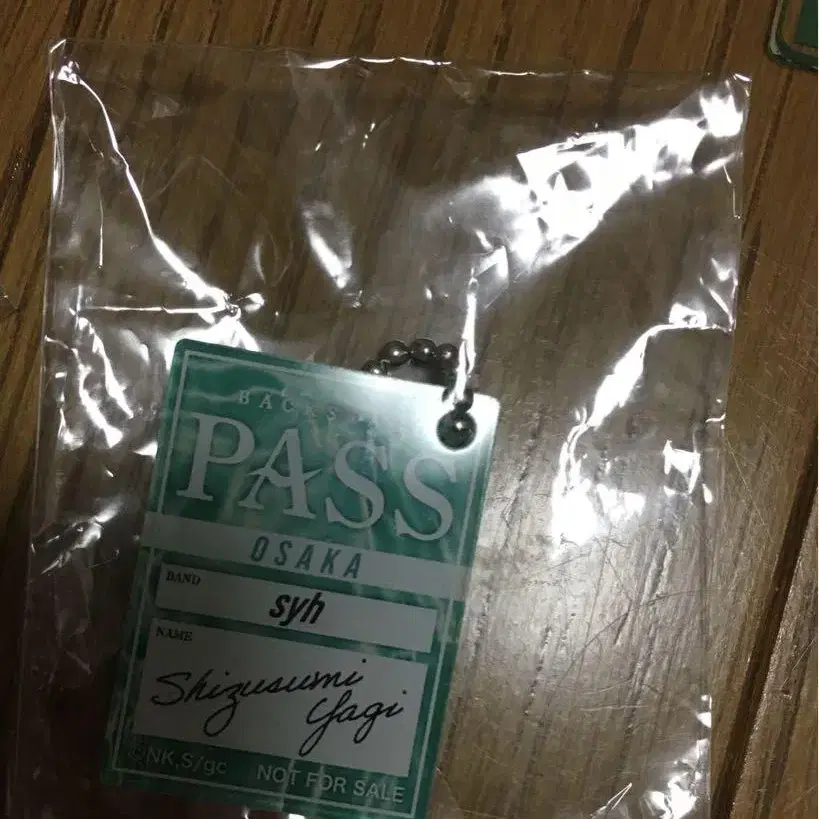 PASS
OSAKA
BAND
syh
NAME
Shizusumi
Yagi
©NK,S/gc NOT FOR SALE